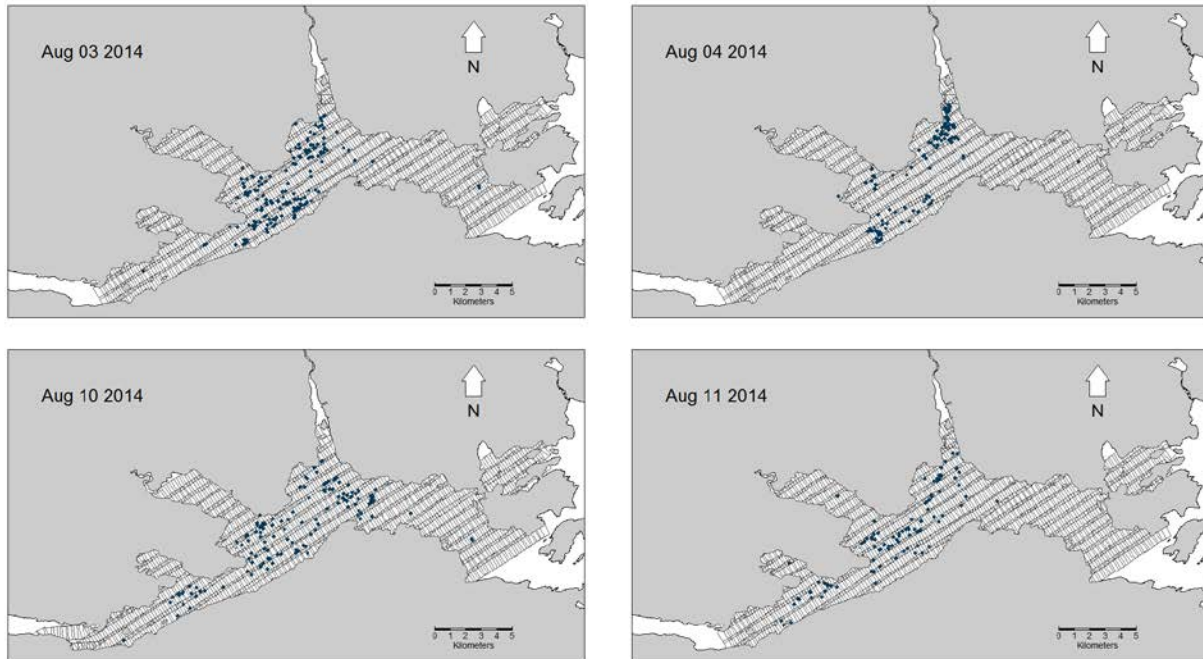 Aug 03 2014
N
0 1 2 3 4 5
Kilometers
Aug 04 2014
N
0 1 2 3 4 5
Kilometers
Aug 10 2014
N
0 1 2 3 4 5
Kilometers
Aug 11 2014
N
0 1 2 3 4 5
Kilometers